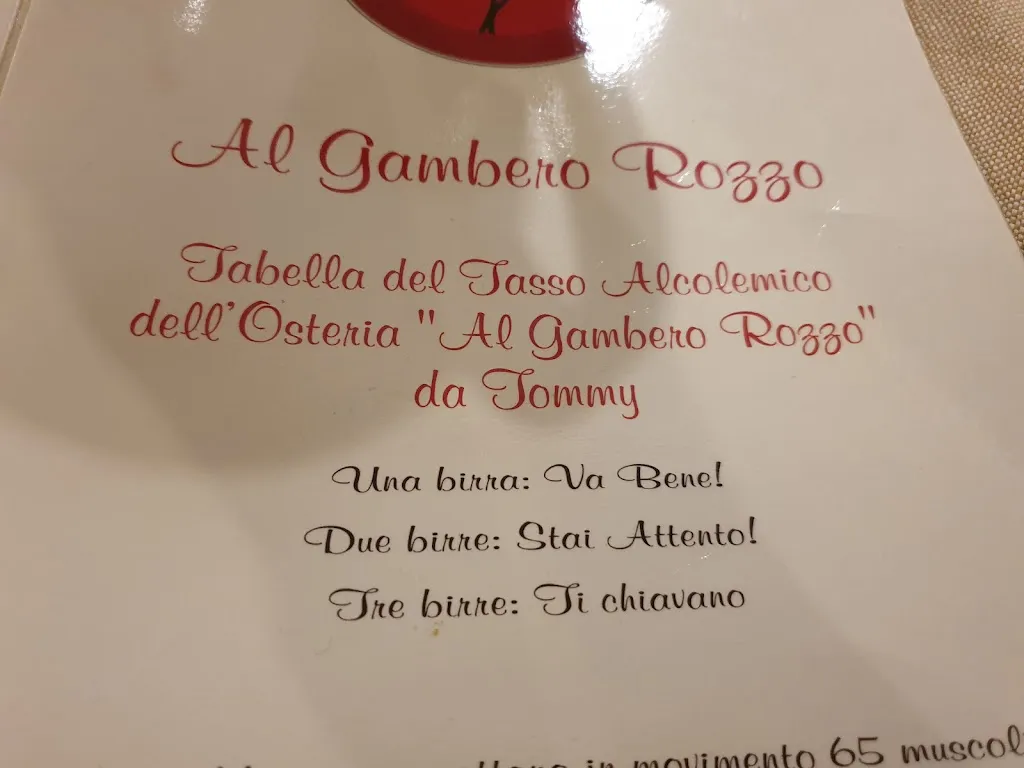 Al Gambero Rozzo
Tabella del Tasso Alcolemico
dell'Osteria "Al Gambero Rozzo"
da Tommy
Una birra: Va Bene!
Due birre: Stai Attento!
Tre birre: Ti chiavano
in movimento 65